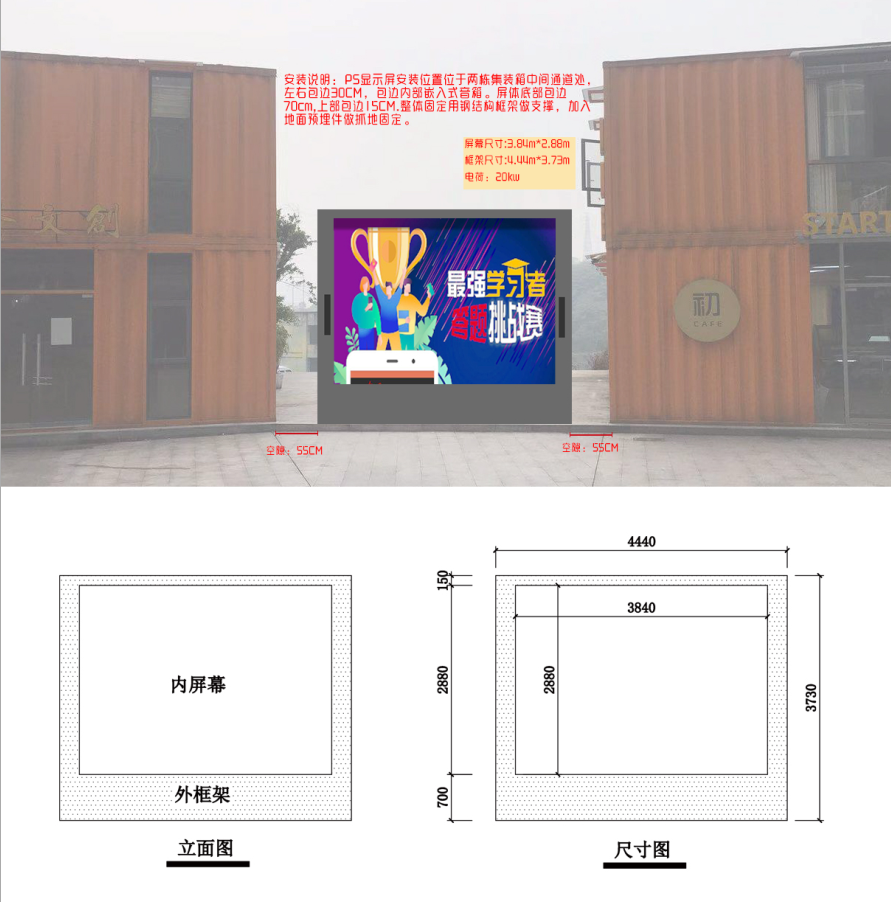 安装说明：PS显示屏安装位置位于两栋集装箱中间通道处，
左右包边30CM，包边内部嵌入式音箱。屏体底部包边
70cm,上部包边15CM.整体固定用钢结构框架做支撑，加入
地面预埋件做抓地固定。
屏幕尺寸:3.84m*2.88m
框架尺寸:4.44m*3.73m
电荷：20kw
文创
START
最强学习者
答题挑战赛
初
CAFE
空隙：55CM
空隙：55CM
内屏幕
外框架
立面图
4440
150
3840
2880
2880
3730
700
尺寸图